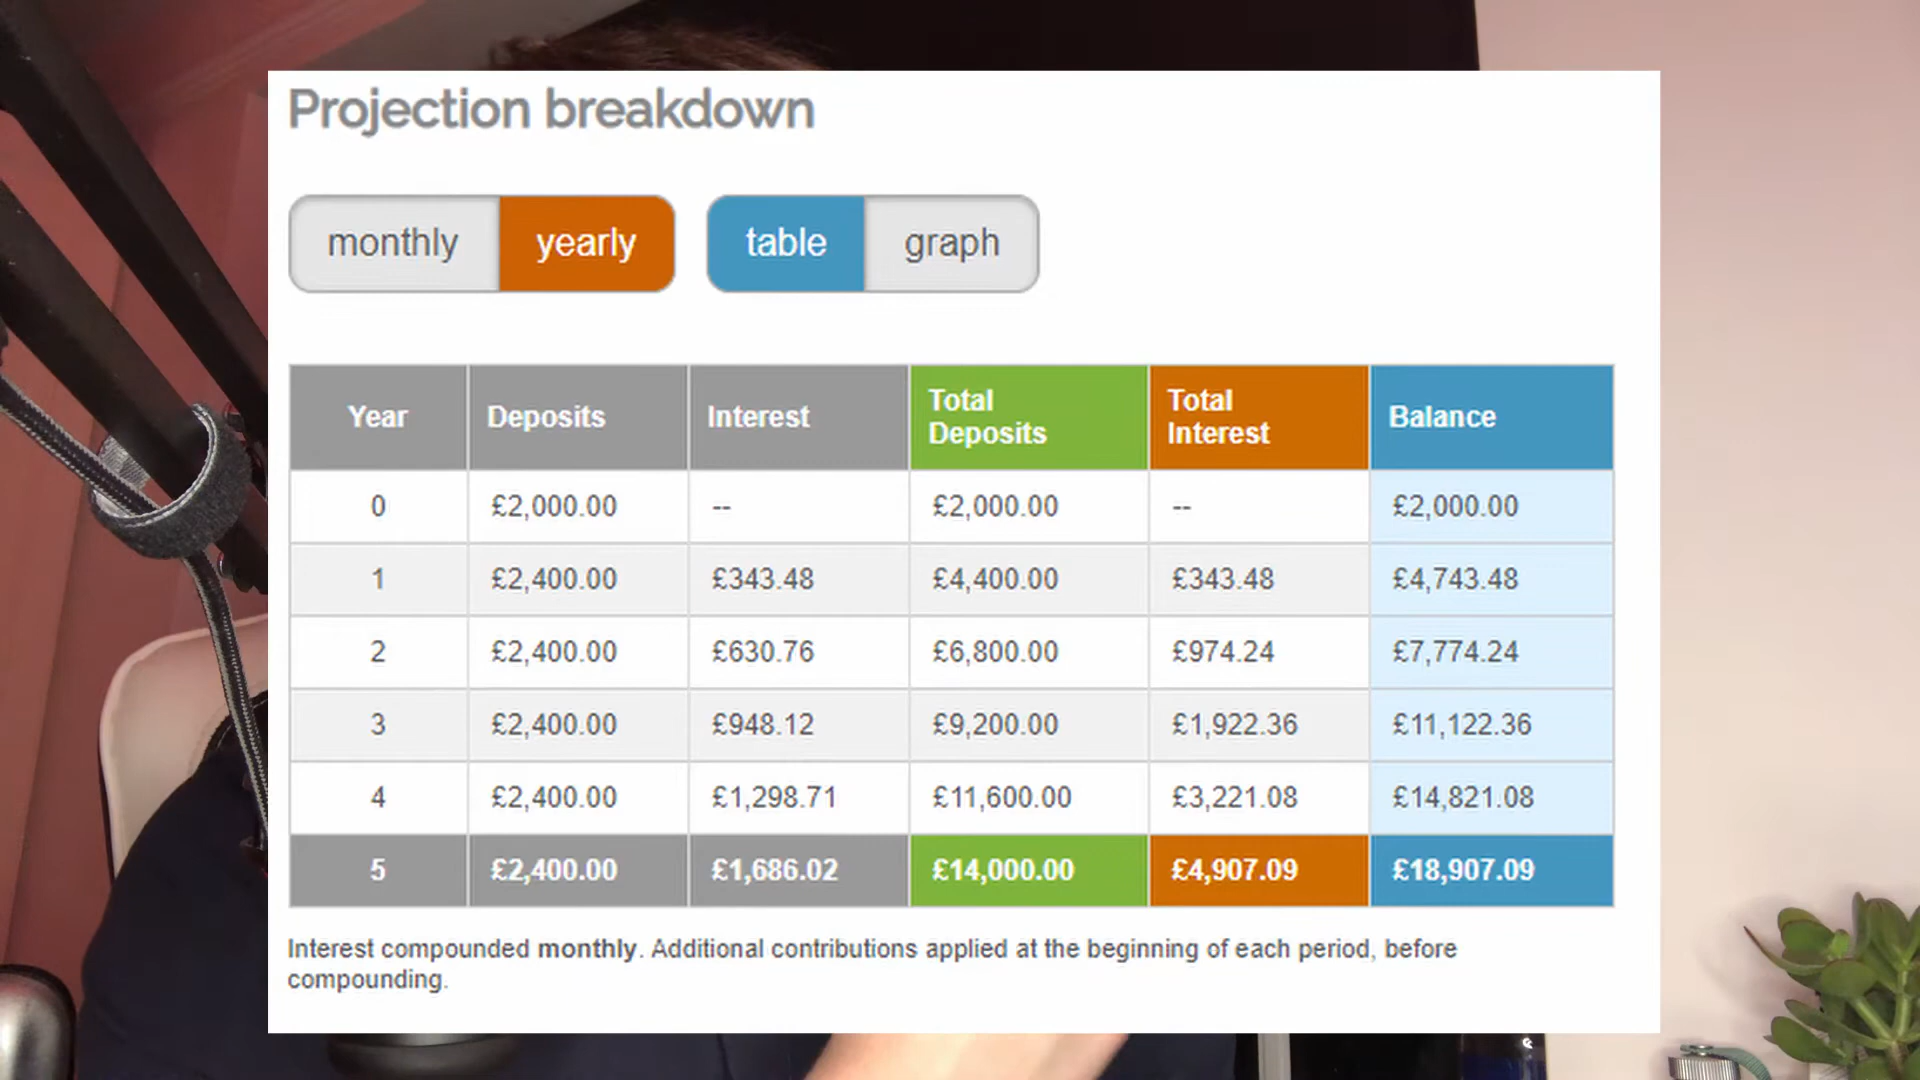 Projection breakdown
monthly yearly table graph
Year Deposits Interest Total Deposits Total Interest Balance
0 £2,000.00 -- £2,000.00 -- £2,000.00
1 £2,400.00 £343.48 £4,400.00 £343.48 £4,743.48
2 £2,400.00 £630.76 £6,800.00 £974.24 £7,774.24
3 £2,400.00 £948.12 £9,200.00 £1,922.36 £11,122.36
4 £2,400.00 £1,298.71 £11,600.00 £3,221.08 £14,821.08
5 £2,400.00 £1,686.02 £14,000.00 £4,907.09 £18,907.09
Interest compounded monthly. Additional contributions applied at the beginning of each period, before
compounding.